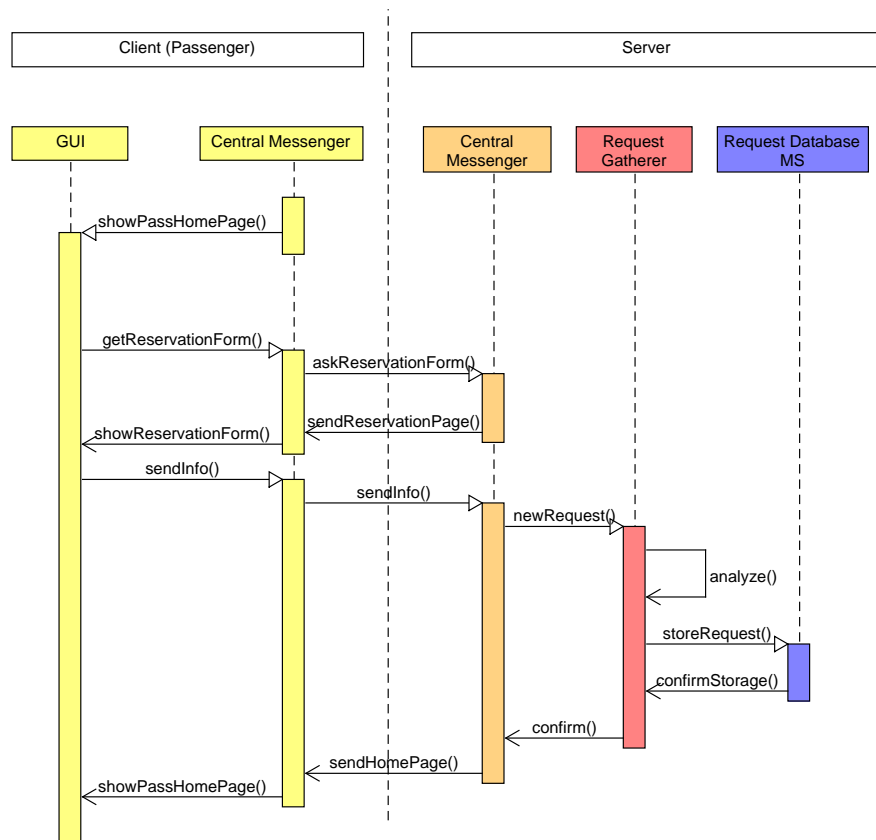 Client (Passenger)
Server
GUI
Central Messenger
Central
Messenger
Request
Gatherer
Request Database
MS
showPassHomePage()
getReservationForm()
askReservationForm()
sendReservationPage()
showReservationForm()
sendInfo()
sendInfo()
newRequest()
analyze()
storeRequest()
confirmStorage()
confirm()
sendHomePage()
showPassHomePage()